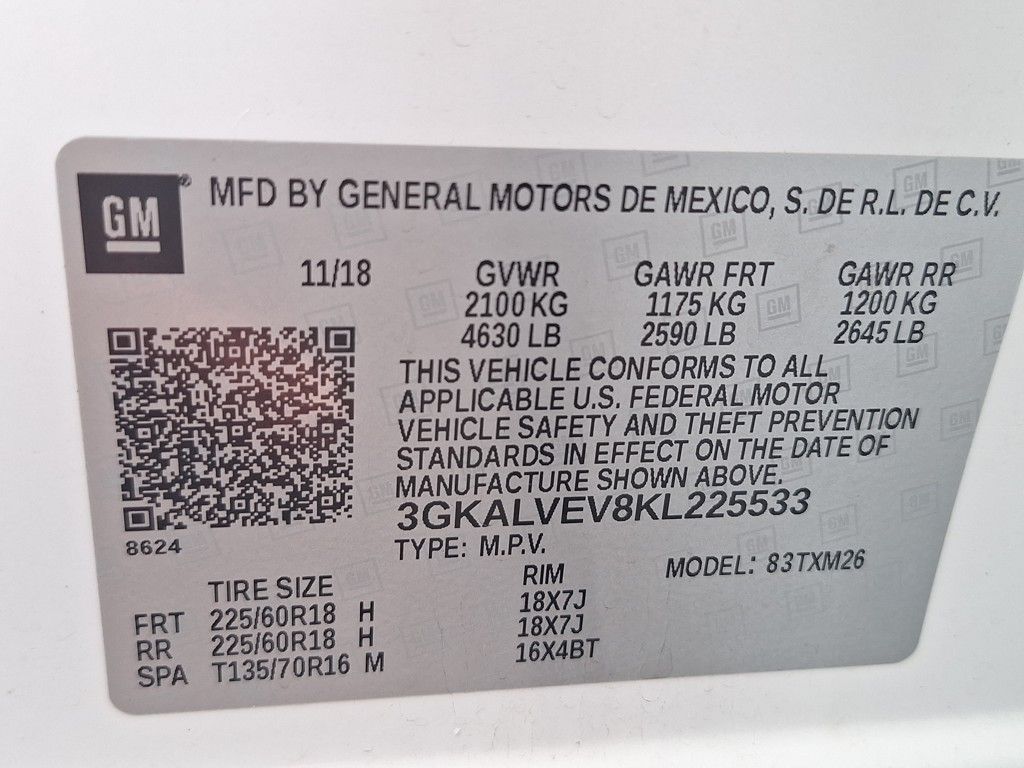 GM® MFD BY GENERAL MOTORS DE MEXICO, S. DE R.L. DE C.V.
11/18 GVWR GAWR FRT GAWR RR
2100 KG 1175 KG 1200 KG
4630 LB 2590 LB 2645 LB
THIS VEHICLE CONFORMS TO ALL
APPLICABLE U.S. FEDERAL MOTOR
VEHICLE SAFETY AND THEFT PREVENTION
STANDARDS IN EFFECT ON THE DATE OF
MANUFACTURE SHOWN ABOVE.
3GKALVEV8KL225533
8624
TYPE: M.P.V. MODEL: 83TXM26
TIRE SIZE RIM
FRT 225/60R18 H 18X7J
RR 225/60R18 H 18X7J
SPA T135/70R16 M 16X4BT